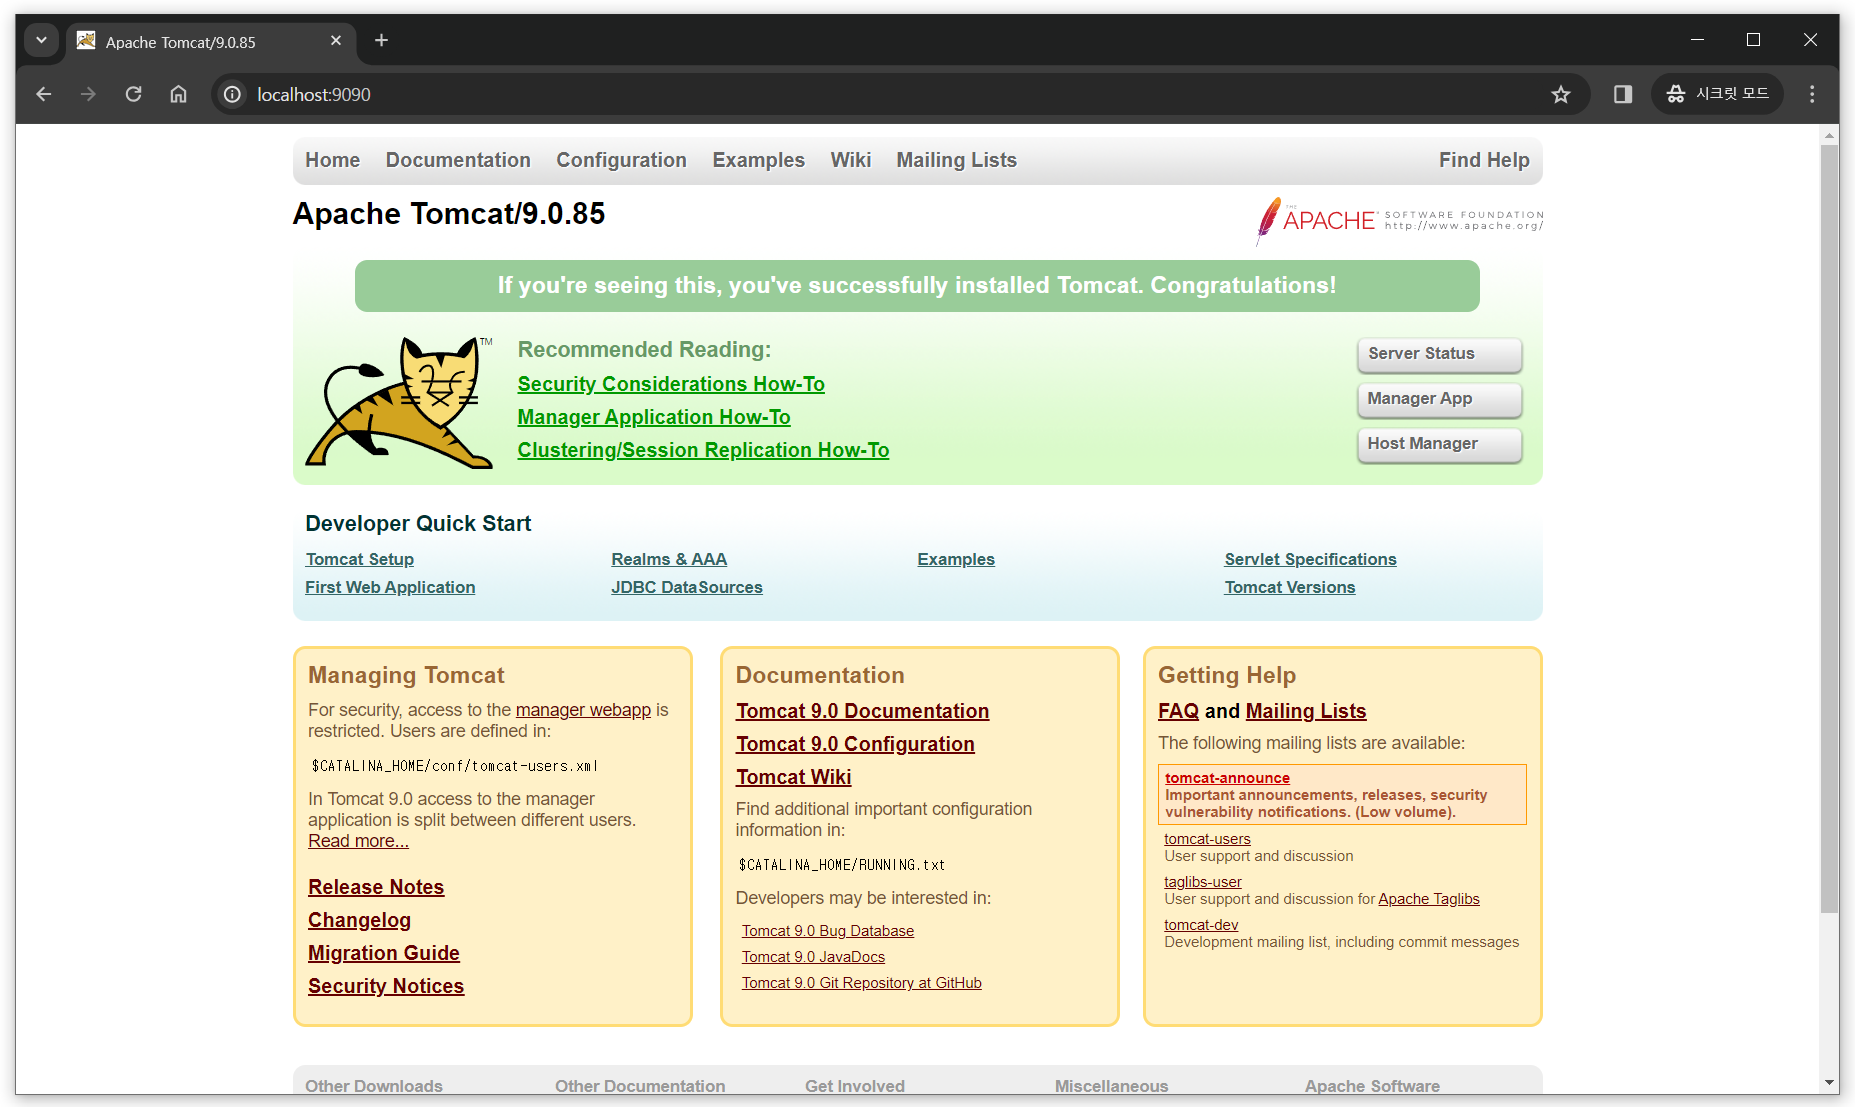 Apache Tomcat/9.0.85
localhost:9090
시크릿 모드
Home Documentation Configuration Examples Wiki Mailing Lists Find Help
Apache Tomcat/9.0.85
THE APACHE® SOFTWARE FOUNDATION
http://www.apache.org/
If you're seeing this, you've successfully installed Tomcat. Congratulations!
TM
Recommended Reading:
Security Considerations How-To
Manager Application How-To
Clustering/Session Replication How-To
Server Status
Manager App
Host Manager
Developer Quick Start
Tomcat Setup
First Web Application
Realms & AAA
JDBC DataSources
Examples
Servlet Specifications
Tomcat Versions
Managing Tomcat
For security, access to the manager webapp is
restricted. Users are defined in:
$CATALINA_HOME/conf/tomcat-users.xml
In Tomcat 9.0 access to the manager
application is split between different users.
Read more...
Release Notes
Changelog
Migration Guide
Security Notices
Documentation
Tomcat 9.0 Documentation
Tomcat 9.0 Configuration
Tomcat Wiki
Find additional important configuration
information in:
$CATALINA_HOME/RUNNING.txt
Developers may be interested in:
Tomcat 9.0 Bug Database
Tomcat 9.0 JavaDocs
Tomcat 9.0 Git Repository at GitHub
Getting Help
FAQ and Mailing Lists
The following mailing lists are available:
tomcat-announce
Important announcements, releases, security
vulnerability notifications. (Low volume).
tomcat-users
User support and discussion
taglibs-user
User support and discussion for Apache Taglibs
tomcat-dev
Development mailing list, including commit messages
Other Downloads Other Documentation Get Involved Miscellaneous Apache Software